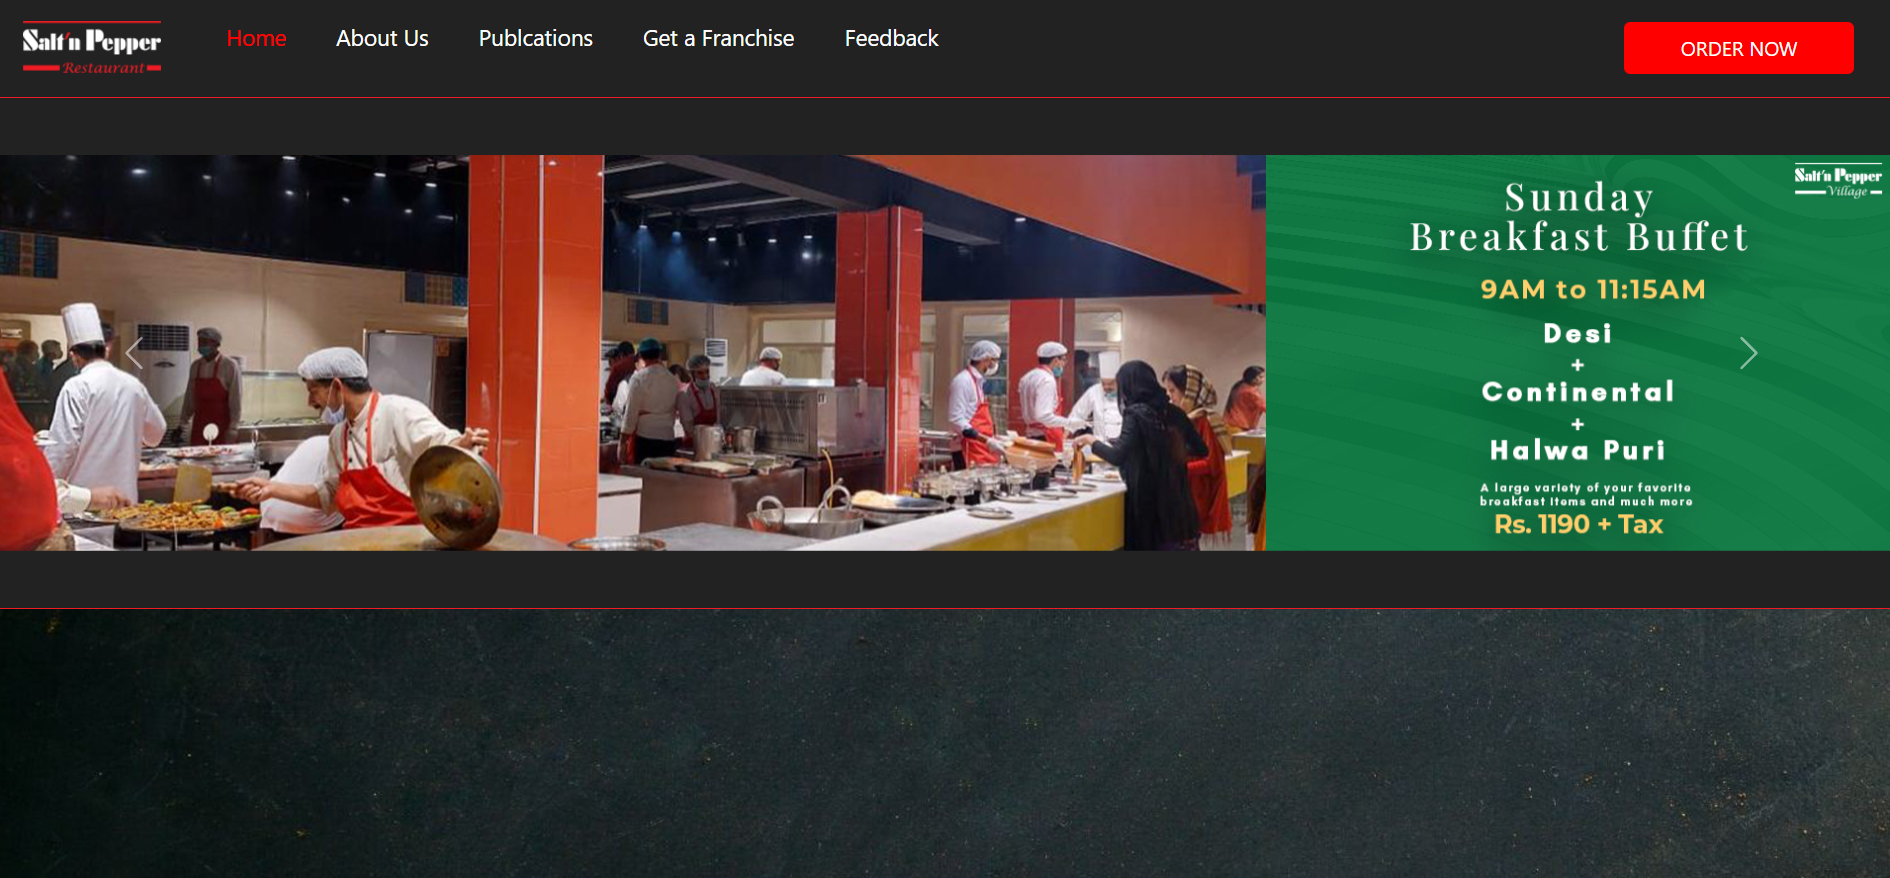 Salt'n Pepper
Restaurant
Home
About Us
Publcations
Get a Franchise
Feedback
ORDER NOW
Salt'n Pepper
Village
Sunday
Breakfast Buffet
9AM to 11:15AM
Desi
+
Continental
+
Halwa Puri
A large variety of your favorite
breakfast items and much more
Rs. 1190 + Tax